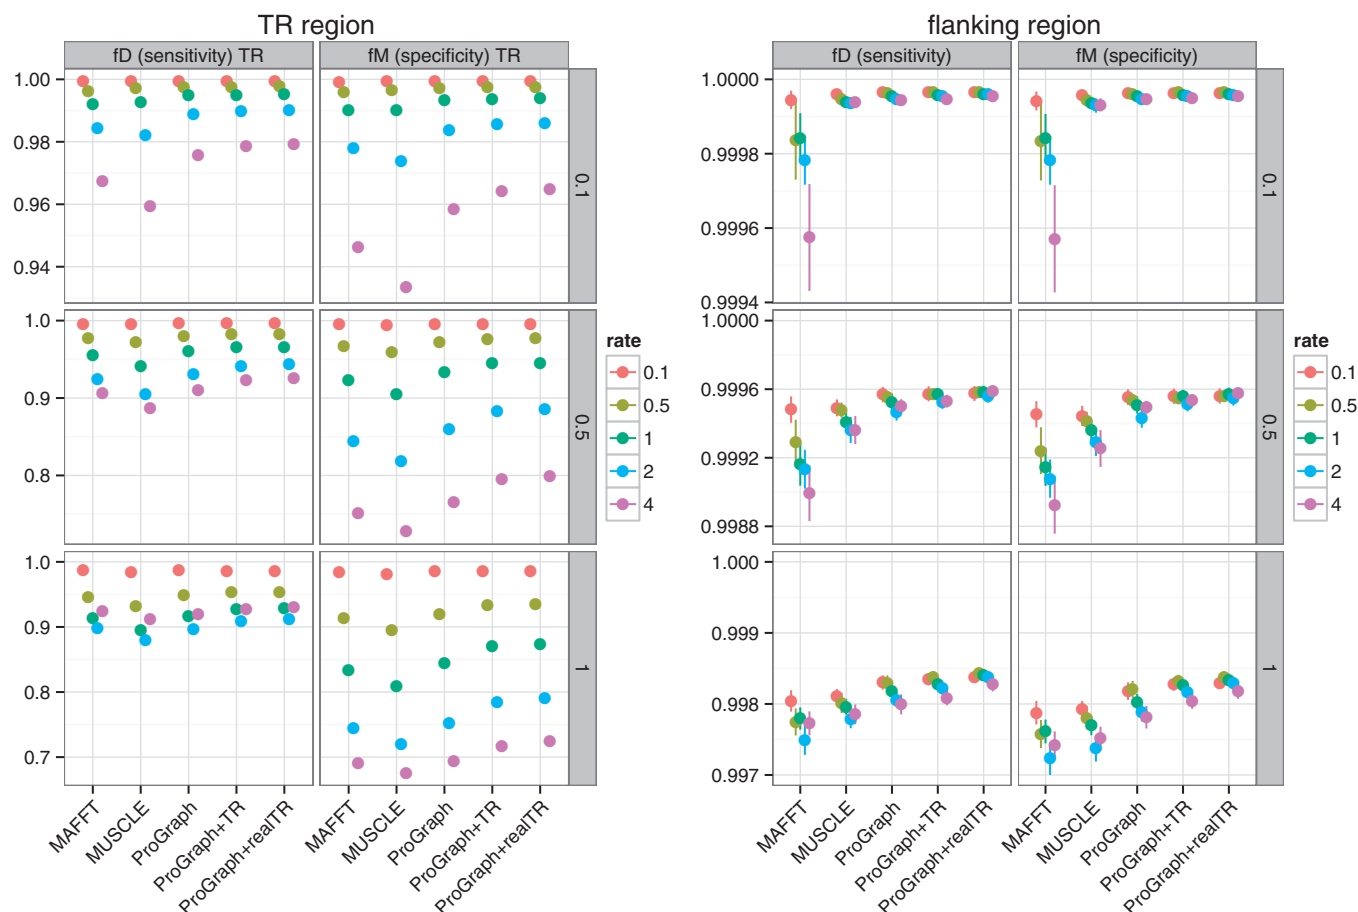 TR region
flanking region
fD (sensitivity) TR
fM (specificity) TR
fD (sensitivity)
fM (specificity)
1.00
0.98
0.96
0.94
0.1
1.0
0.9
0.8
0.5
1.0
0.9
0.8
0.7
1
MAFFT
MUSCLE
ProGraph
ProGraph+TR
ProGraph+realTR
MAFFT
MUSCLE
ProGraph
ProGraph+TR
ProGraph+realTR
rate
0.1
0.5
1
2
4
1.0000
0.9998
0.9996
0.9994
0.1
1.0000
0.9996
0.9992
0.9988
0.5
1.000
0.999
0.998
0.997
1
MAFFT
MUSCLE
ProGraph
ProGraph+TR
ProGraph+realTR
MAFFT
MUSCLE
ProGraph
ProGraph+TR
ProGraph+realTR
rate
0.1
0.5
1
2
4